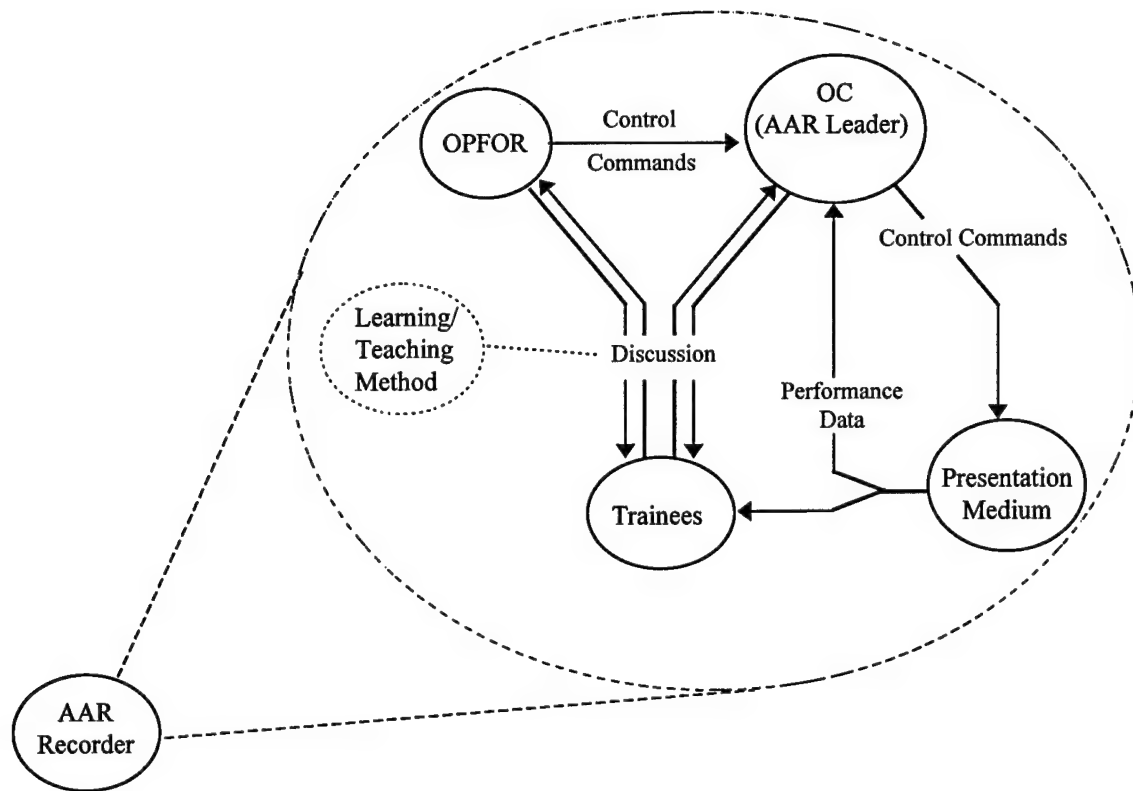 OC
(AAR Leader)
OPFOR
Control
Commands
Control Commands
Learning/
Teaching
Method
Discussion
Performance
Data
Presentation
Medium
Trainees
AAR
Recorder